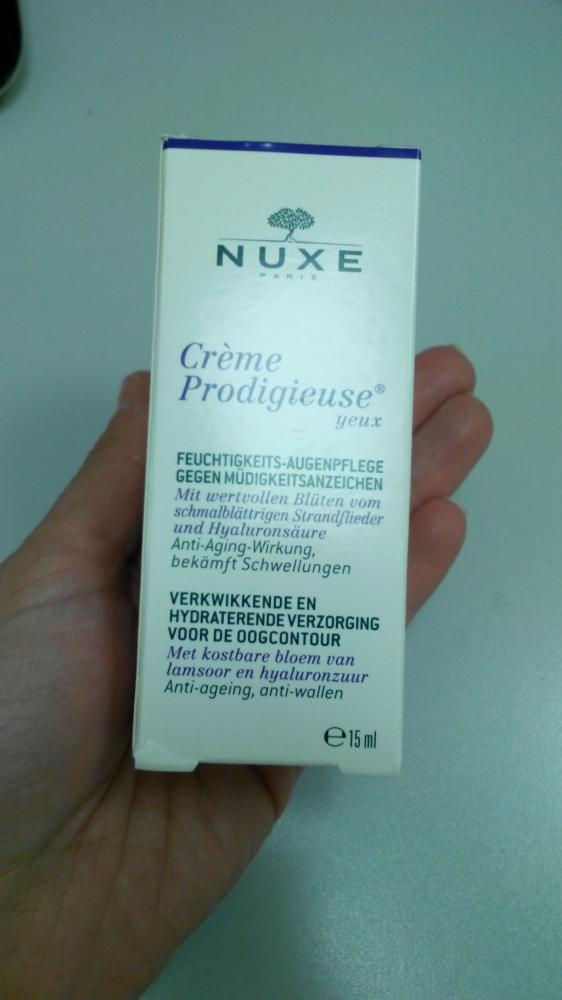 NUXE
PARIS
Crème
Prodigieuse®
yeux
FEUCHTIGKEITS-AUGENPFLEGE
GEGEN MÜDIGKEITSANZEICHEN
Mit wertvollen Blüten vom
schmalblättrigen Strandflieder
und Hyaluronsäure
Anti-Aging-Wirkung,
bekämft Schwellungen
VERKWIKKENDE EN
HYDRATERENDE VERZORGING
VOOR DE OOGCONTOUR
Met kostbare bloem van
lamsoor en hyaluronzuur
Anti-ageing, anti-wallen
℮15 ml